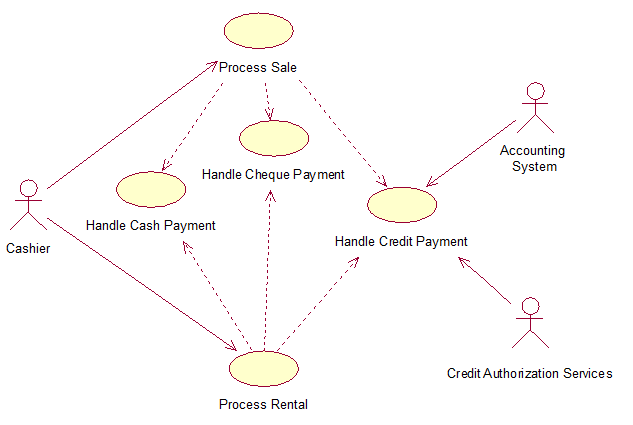 Process Sale
Accounting
System
Handle Cheque Payment
Handle Cash Payment
Handle Credit Payment
Cashier
Credit Authorization Services
Process Rental